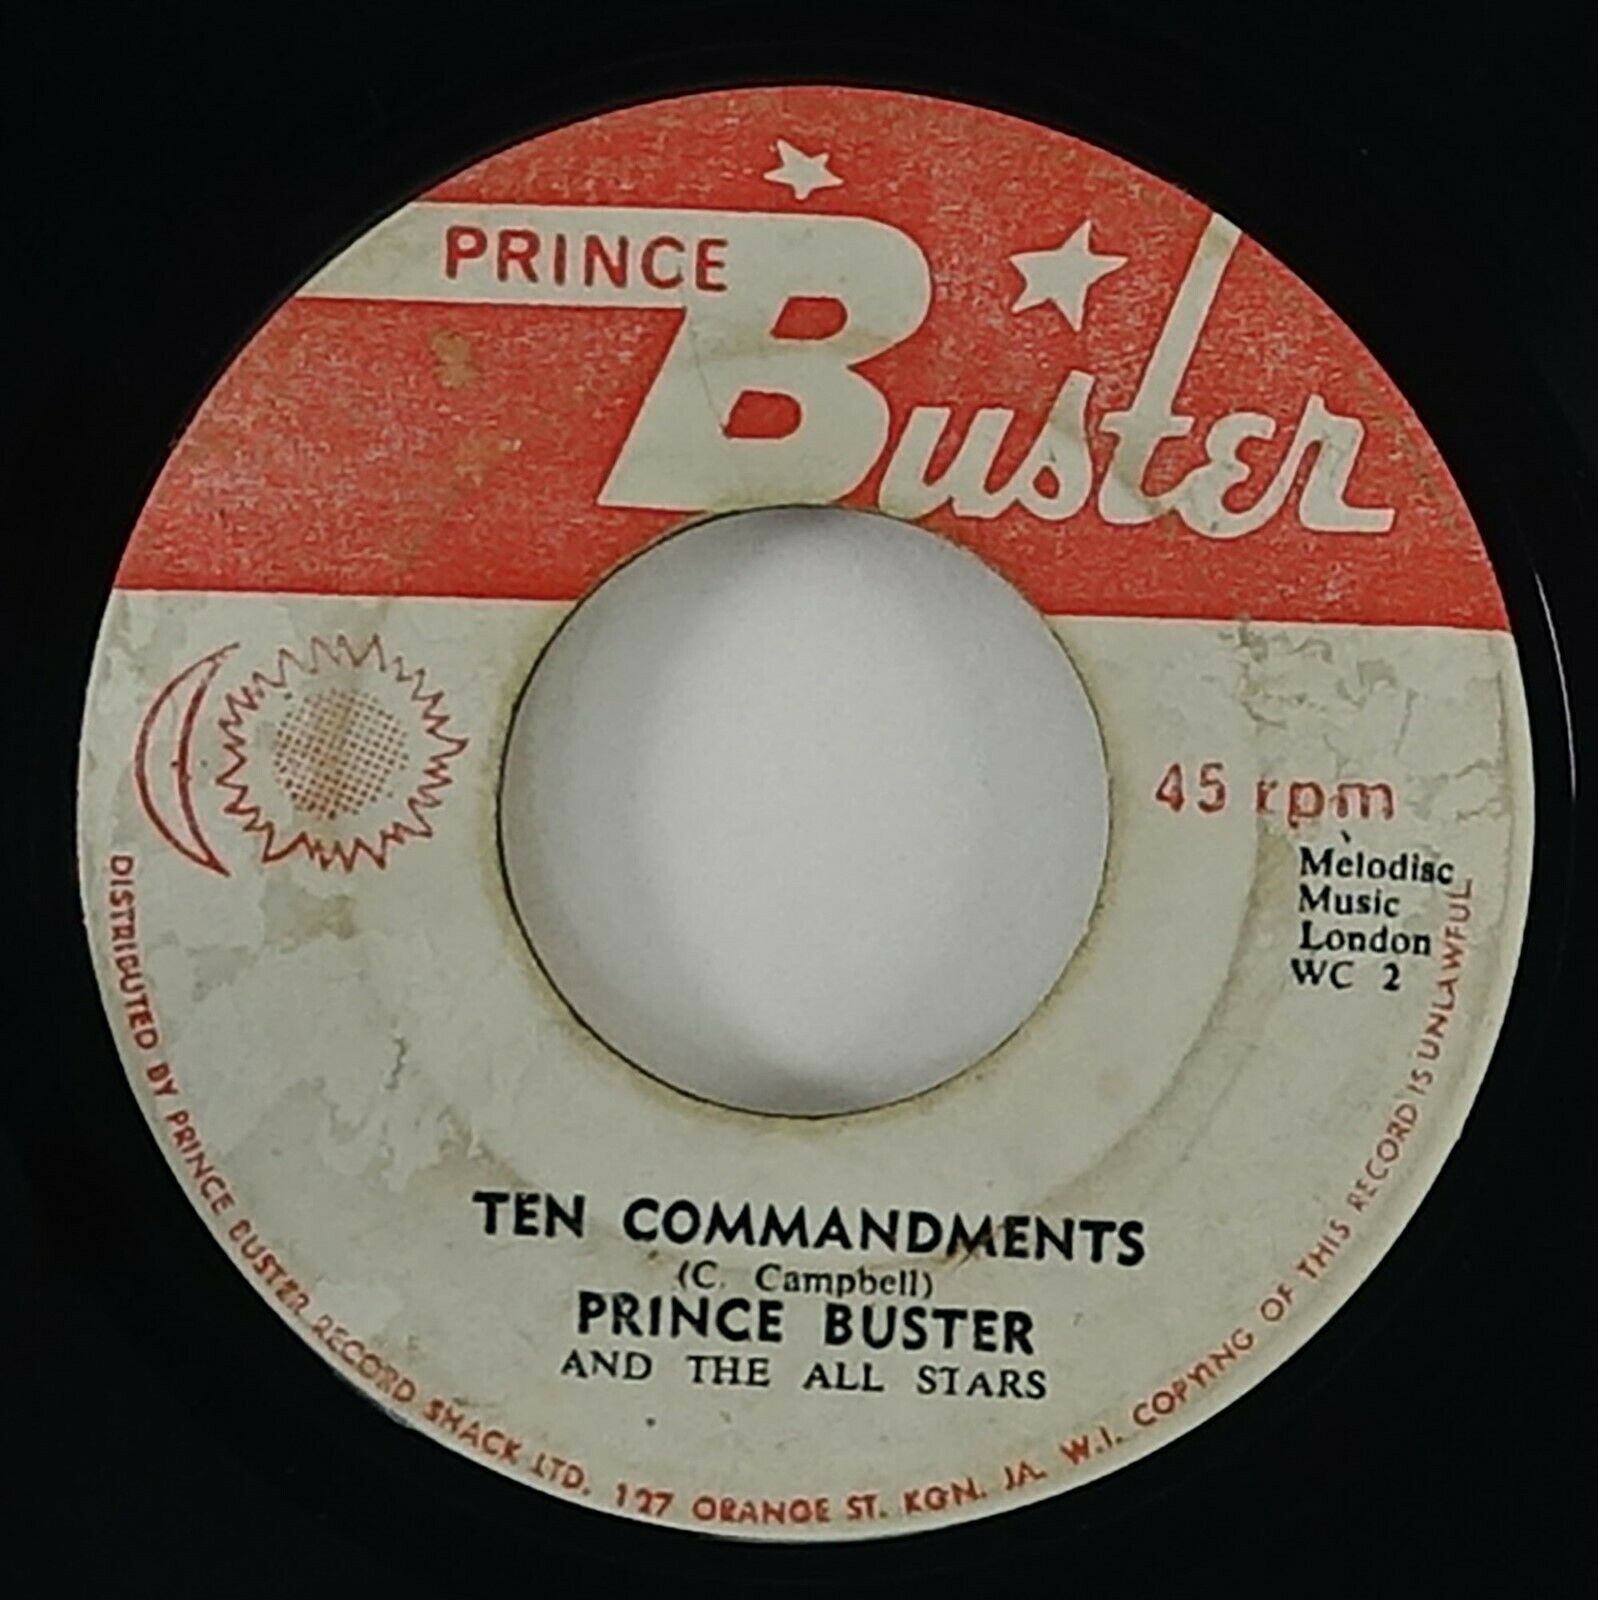 PRINCE
Buster
45 rpm
Melodisc
Music
London
WC 2
TEN COMMANDMENTS
(C. Campbell)
PRINCE BUSTER
AND THE ALL STARS
DISTRIBUTED BY PRINCE BUSTER RECORD SHACK LTD. 127 ORANGE ST. KGN. JA. W.I. COPYING OF THIS RECORD IS UNLAWFUL